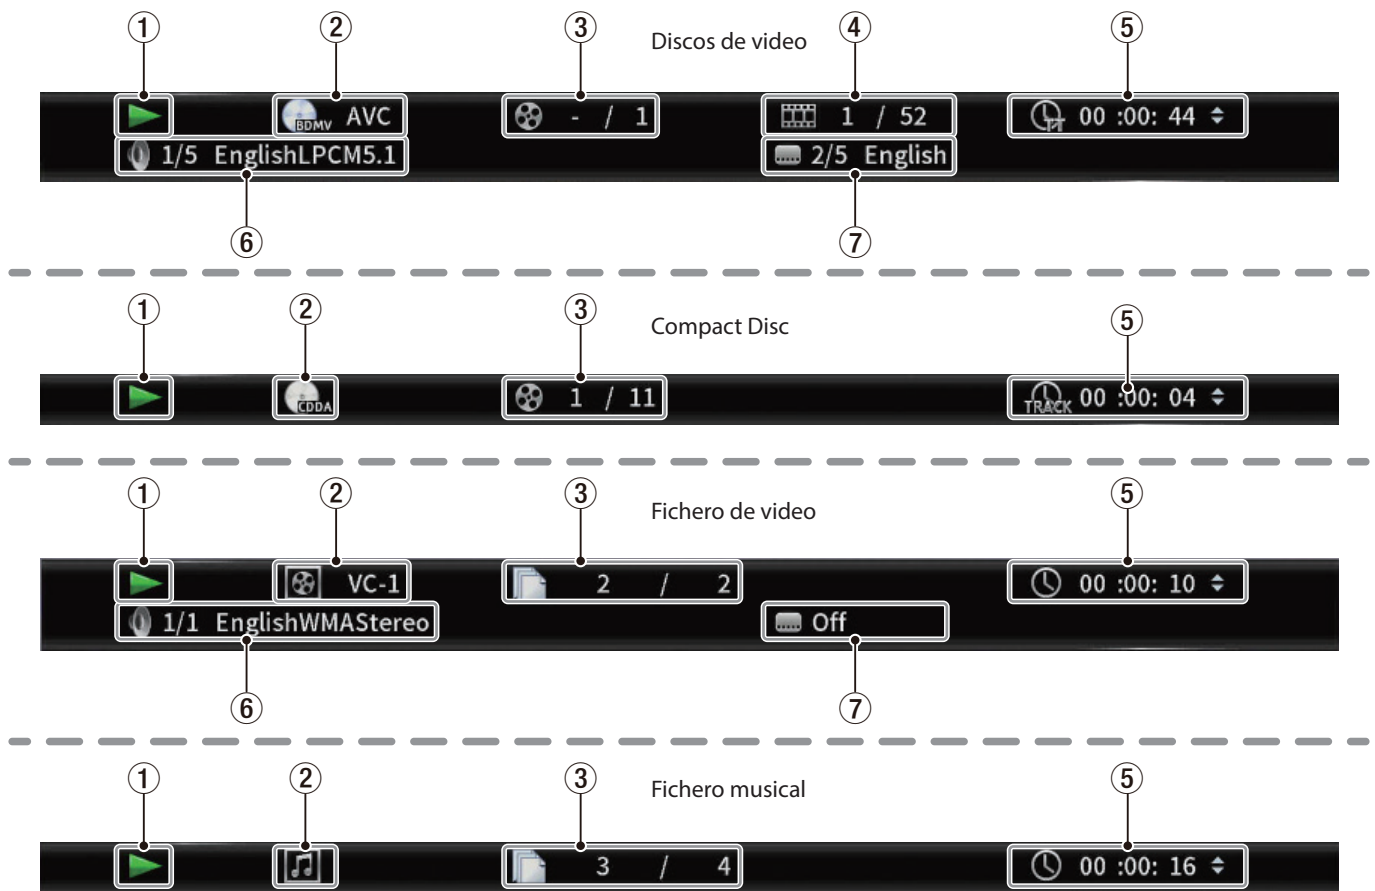 ① ② ③ Discos de video ④ ⑤
BDMV AVC - / 1 1 / 52 TT 00 :00: 44
1/5 EnglishLPCM5.1 2/5 English
⑥ ⑦
① ② ③ Compact Disc ⑤
CDDA 1 / 11 TRACK 00 :00: 04
① ② ③ Fichero de video ⑤
VC-1 2 / 2 00 :00: 10
1/1 EnglishWMAStereo Off
⑥ ⑦
① ② ③ Fichero musical ⑤
3 / 4 00 :00: 16